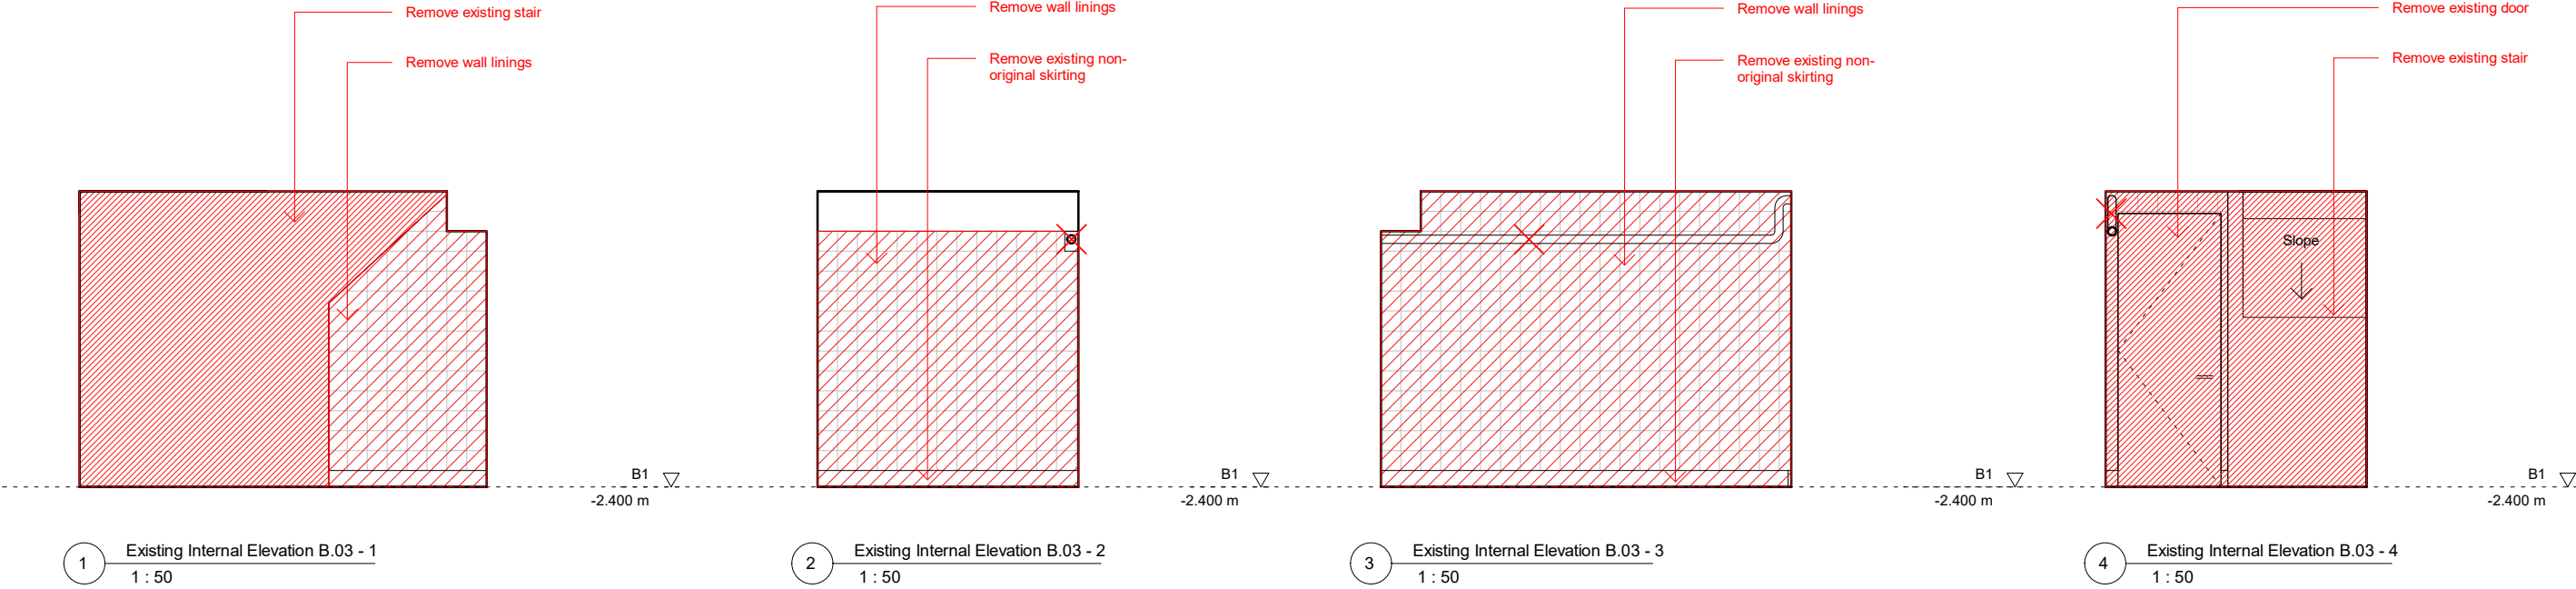 Remove existing stair
Remove wall linings
Remove wall linings
Remove existing non-
original skirting
Remove wall linings
Remove existing non-
original skirting
Remove existing door
Remove existing stair
Slope
B1
-2.400 m
B1
-2.400 m
B1
-2.400 m
B1
-2.400 m
1 Existing Internal Elevation B.03 - 1
1 : 50
2 Existing Internal Elevation B.03 - 2
1 : 50
3 Existing Internal Elevation B.03 - 3
1 : 50
4 Existing Internal Elevation B.03 - 4
1 : 50